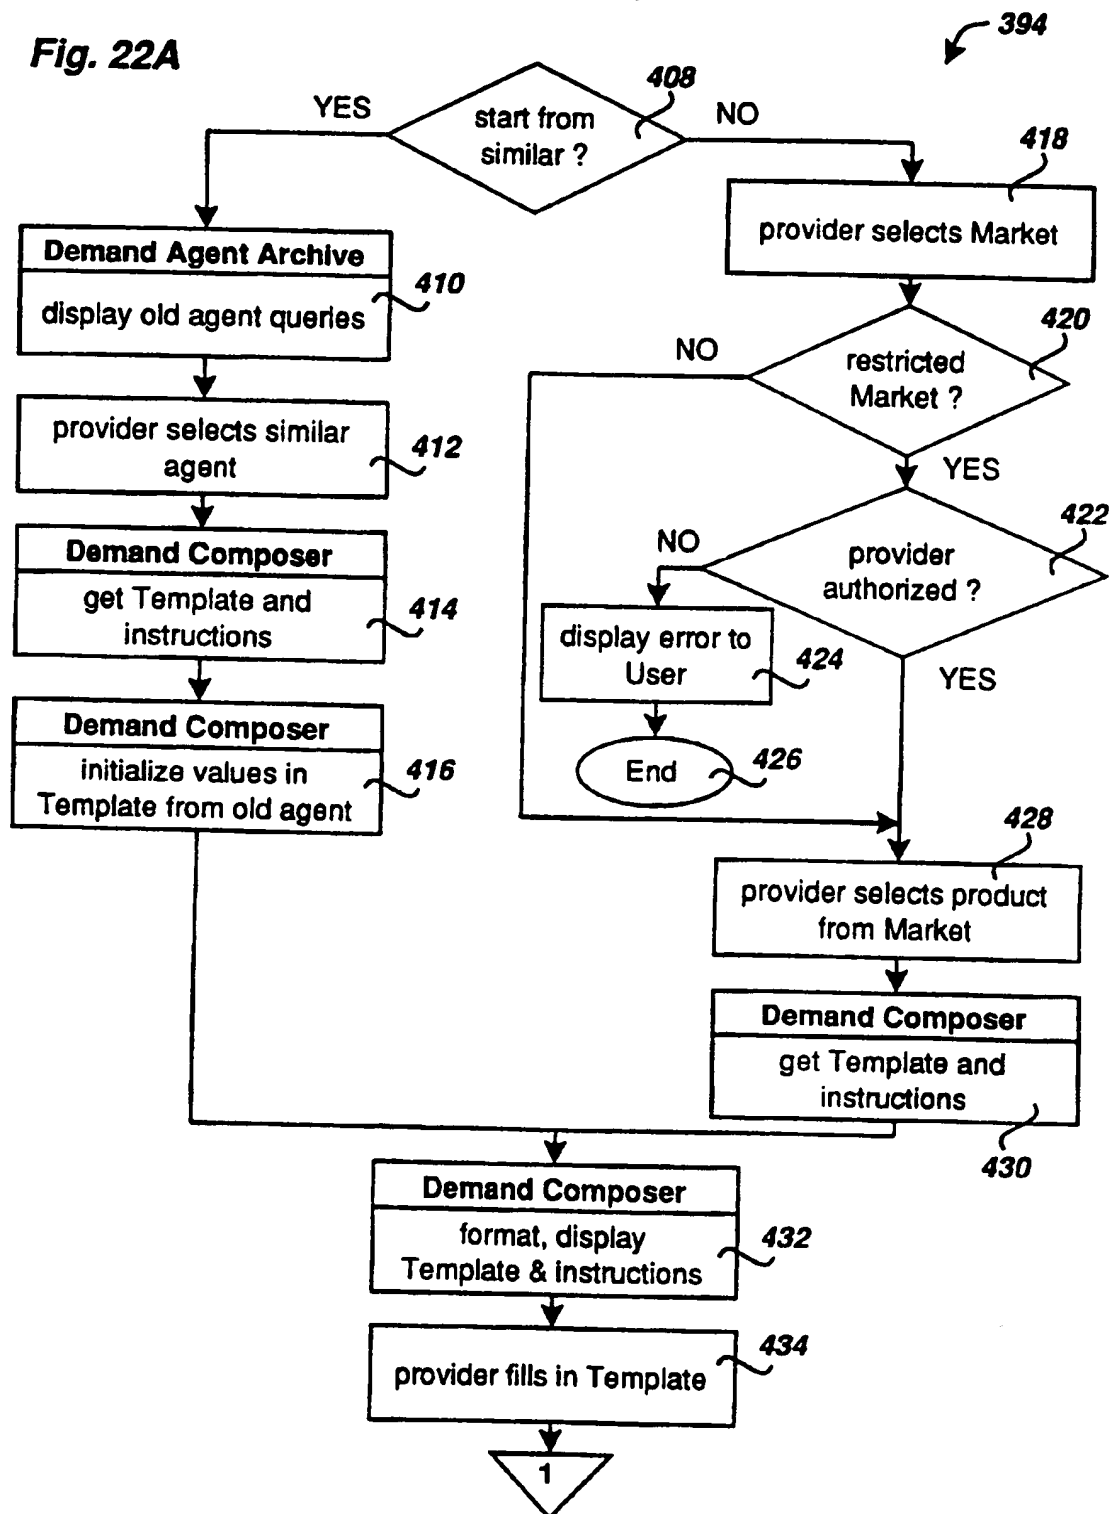 Fig. 22A
394
408
YES
NO
start from
similar ?
418
provider selects Market
Demand Agent Archive
410
display old agent queries
420
NO
restricted
Market ?
YES
provider selects similar
agent
412
422
NO
provider
authorized ?
Demand Composer
get Template and
instructions
414
display error to
User
424
YES
Demand Composer
initialize values in
Template from old agent
416
End
426
428
provider selects product
from Market
Demand Composer
get Template and
instructions
430
Demand Composer
format, display
Template & instructions
432
provider fills in Template
434
1